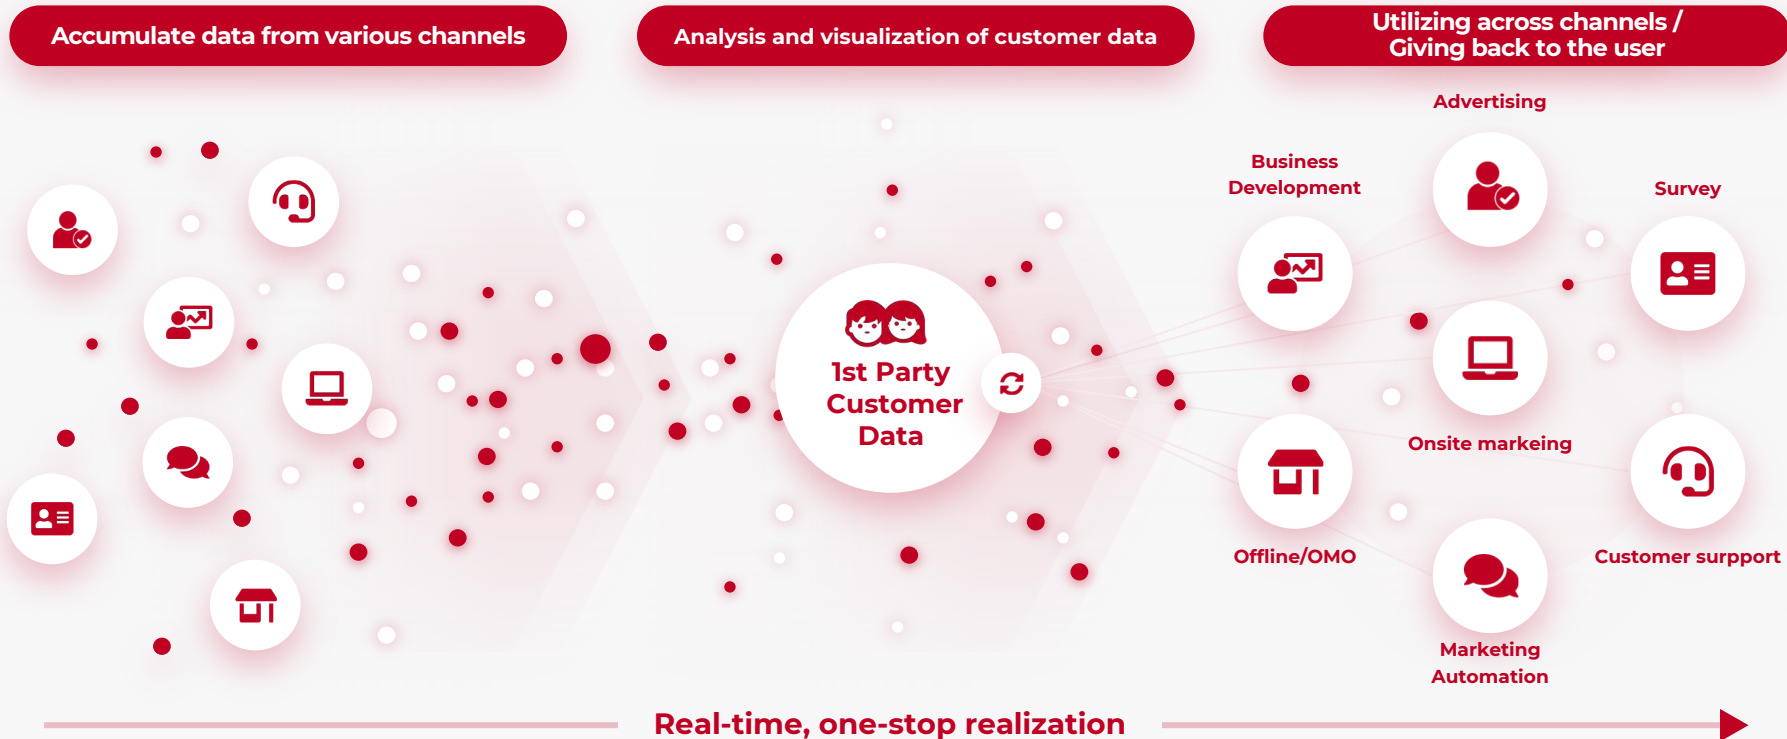 Accumulate data from various channels
Analysis and visualization of customer data
Utilizing across channels /
Giving back to the user
Advertising
Business
Development
Survey
1st Party
Customer
Data
Onsite markeing
Offline/OMO
Customer surpport
Marketing
Automation
Real-time, one-stop realization